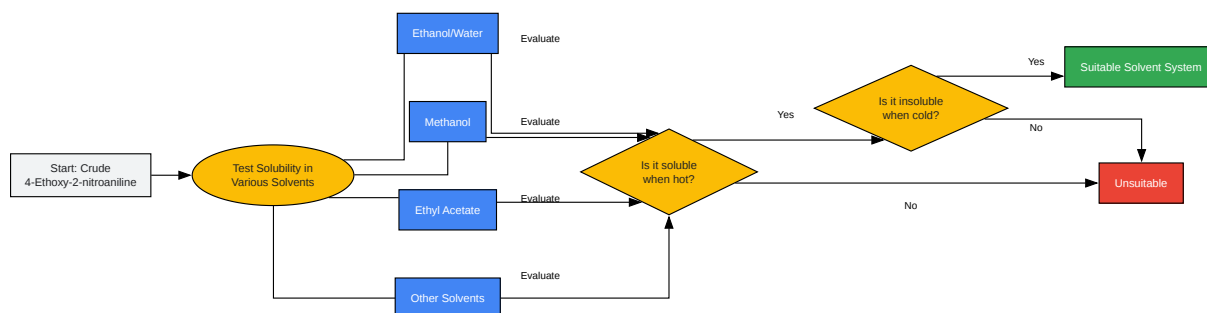 Start: Crude
4-Ethoxy-2-nitroaniline
Test Solubility in
Various Solvents
Ethanol/Water
Methanol
Ethyl Acetate
Other Solvents
Evaluate
Evaluate
Evaluate
Evaluate
Is it soluble
when hot?
Yes
No
Is it insoluble
when cold?
Yes
No
Suitable Solvent System
Unsuitable